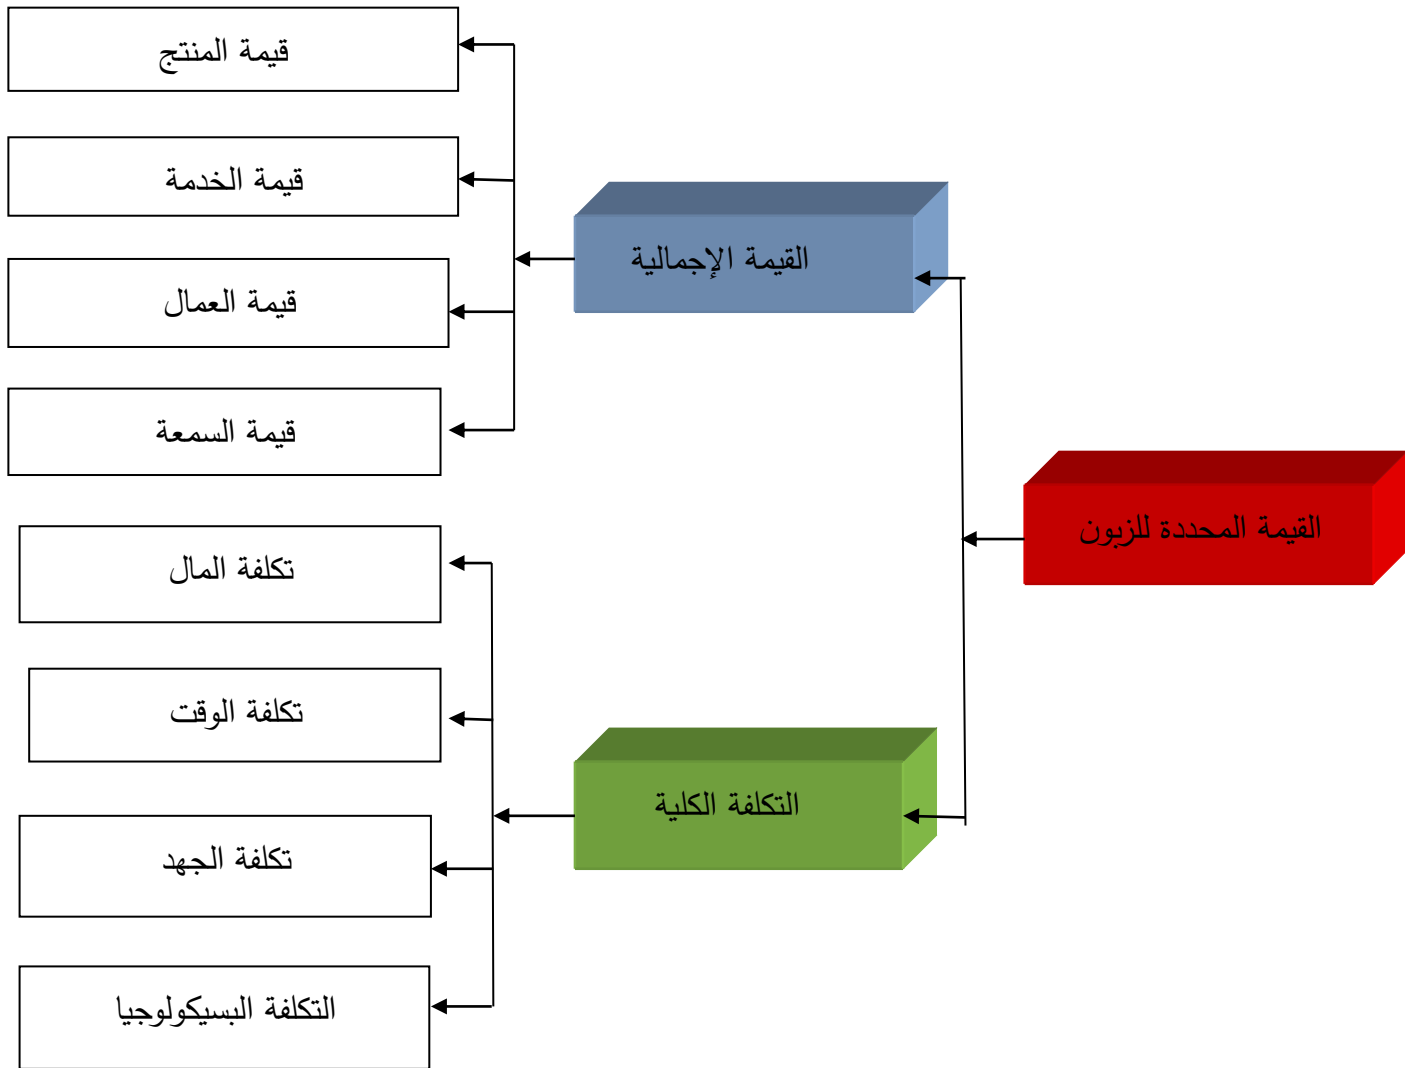 قيمة المنتج
قيمة الخدمة
القيمة الإجمالية
قيمة العمال
قيمة السمعة
القيمة المحددة للزبون
تكلفة المال
تكلفة الوقت
التكلفة الكلية
تكلفة الجهد
التكلفة البسيكولوجيا